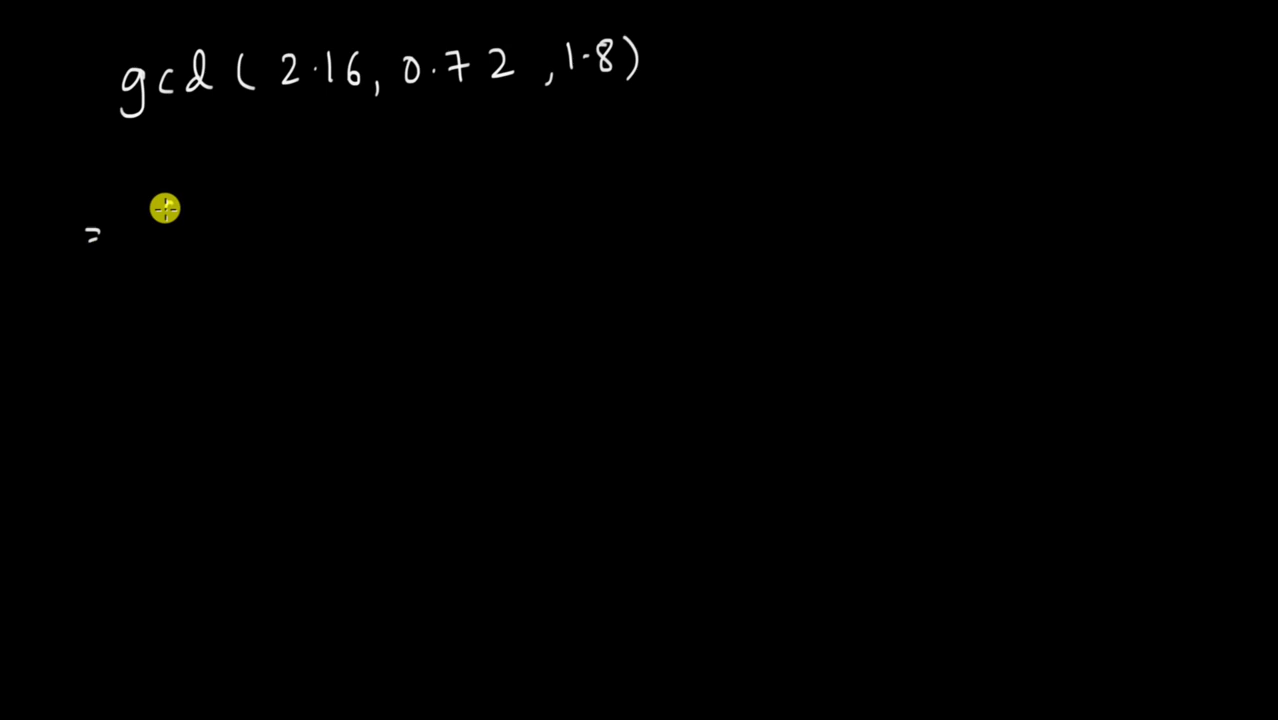 gcd ( 2.16, 0.72 , 1.8)
=